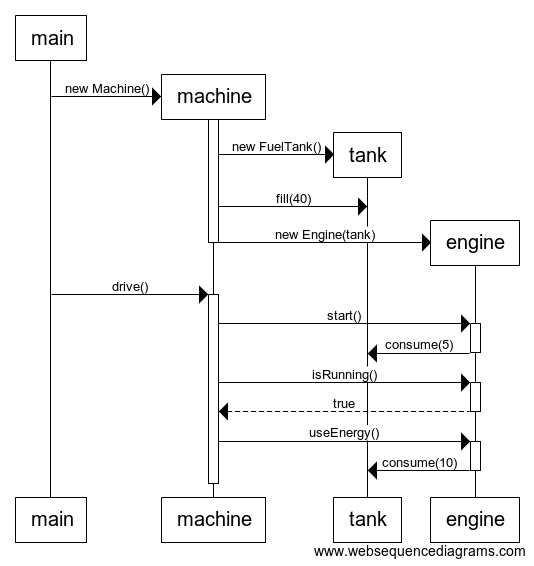 main
new Machine()
machine
new FuelTank()
tank
fill(40)
new Engine(tank)
engine
drive()
start()
consume(5)
isRunning()
true
useEnergy()
consume(10)
main
machine
tank
engine
www.websequencediagrams.com